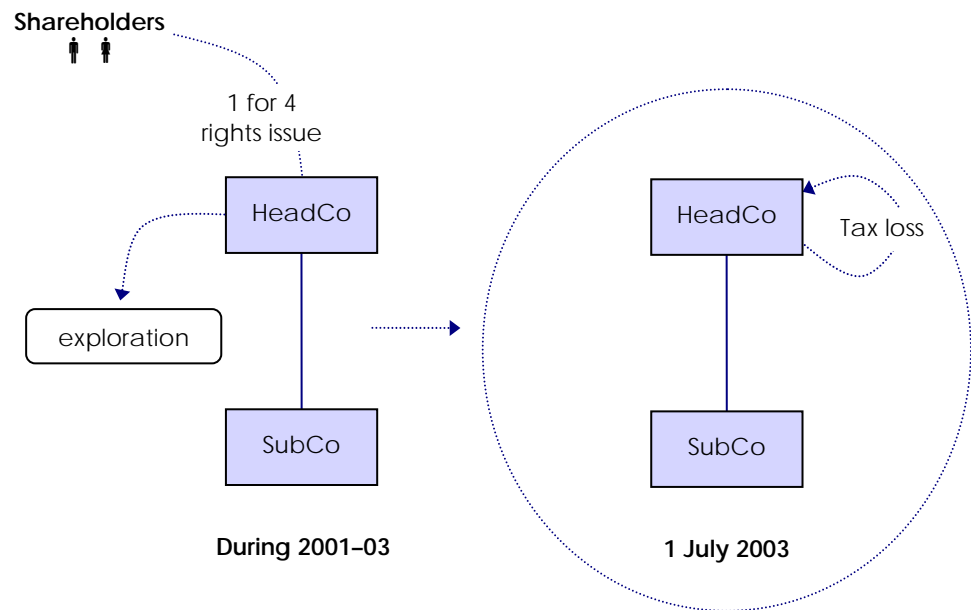 Shareholders
1 for 4
rights issue
HeadCo
exploration
SubCo
During 2001–03
HeadCo
Tax loss
SubCo
1 July 2003